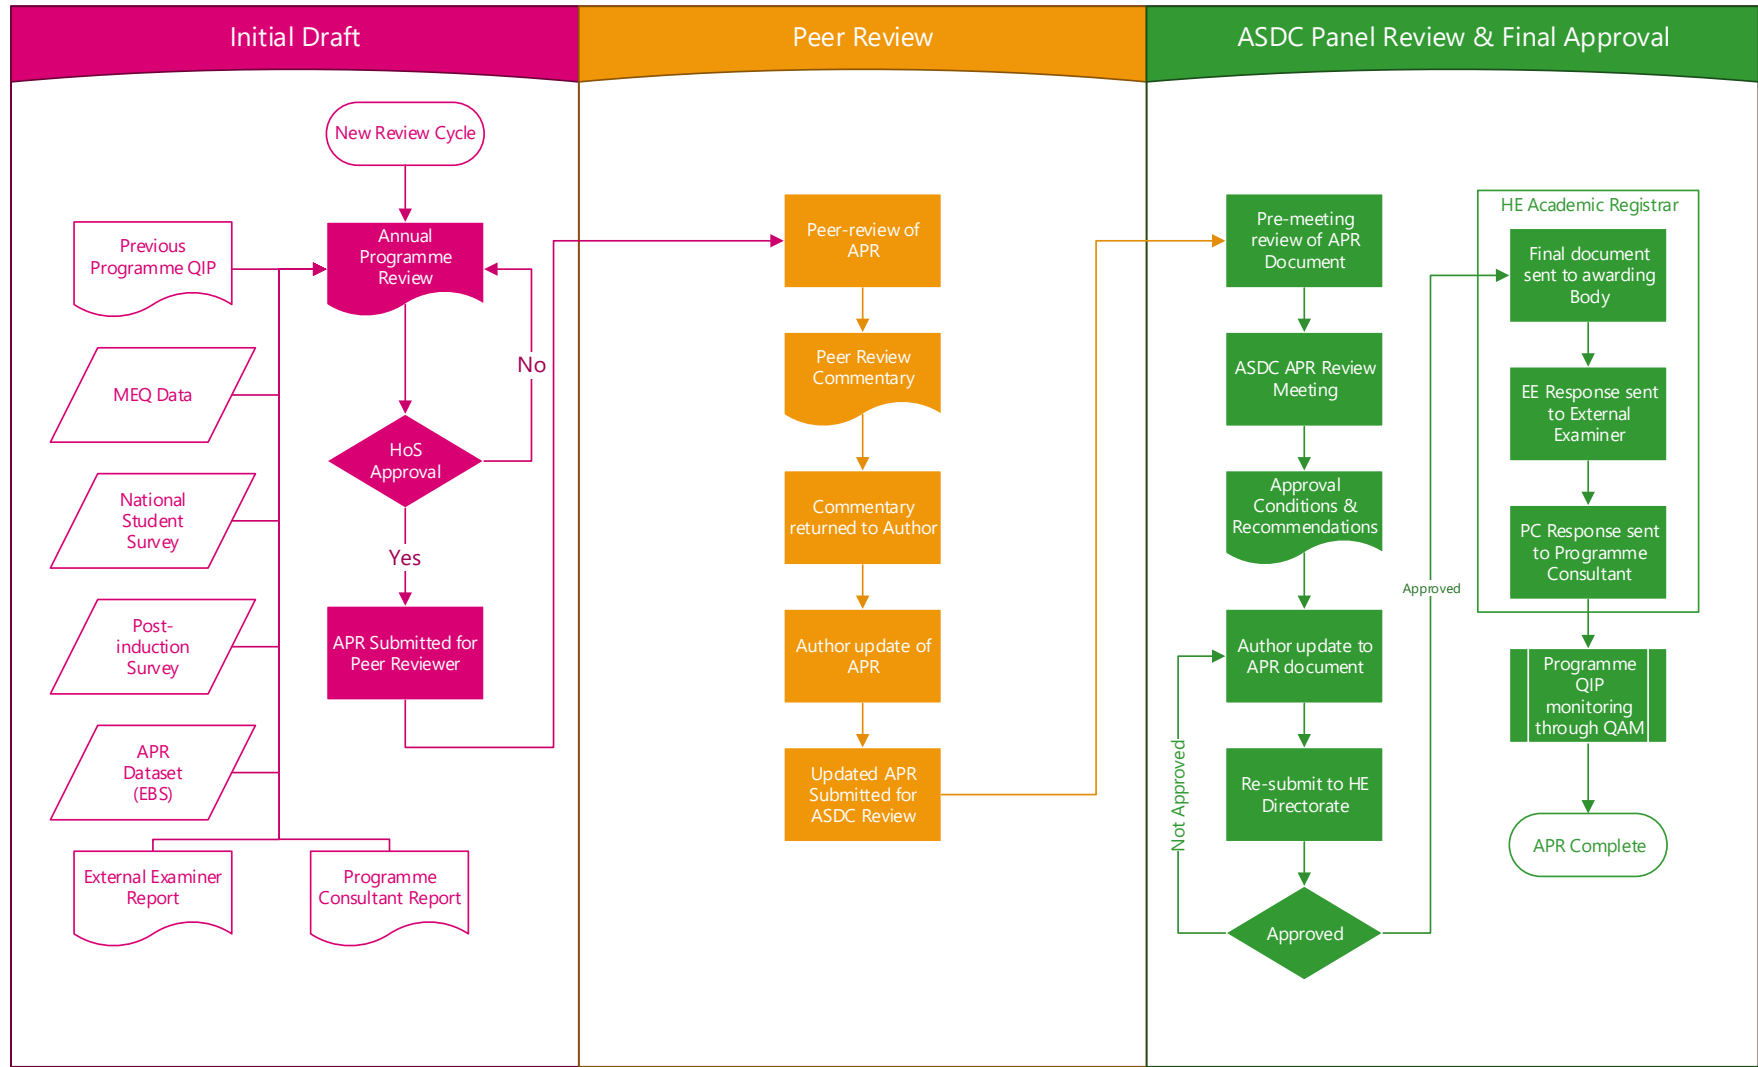 Initial Draft
Peer Review
ASDC Panel Review & Final Approval
New Review Cycle
Annual
Programme
Review
Previous
Programme QIP
MEQ Data
National
Student
Survey
Post-
induction
Survey
APR
Dataset
(EBS)
External Examiner
Report
Programme
Consultant Report
No
HoS
Approval
Yes
APR Submitted for
Peer Reviewer
Peer-review of
APR
Peer Review
Commentary
Commentary
returned to Author
Author update of
APR
Updated APR
Submitted for
ASDC Review
Pre-meeting
review of APR
Document
ASDC APR Review
Meeting
Approval
Conditions &
Recommendations
Author update to
APR document
Re-submit to HE
Directorate
Approved
Not Approved
Approved
HE Academic Registrar
Final document
sent to awarding
Body
EE Response sent
to External
Examiner
PC Response sent
to Programme
Consultant
Programme
QIP
monitoring
through QAM
APR Complete